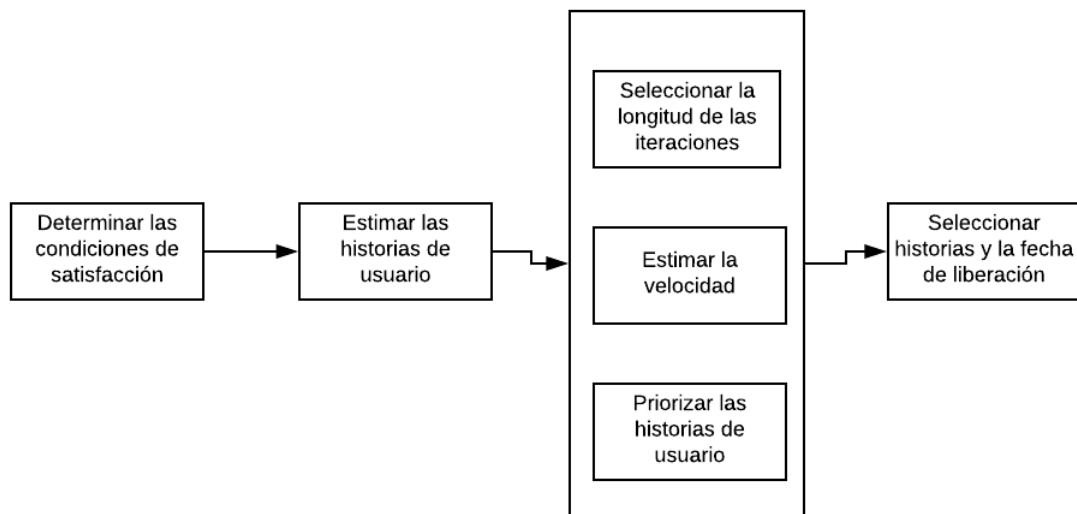 Determinar las
condiciones de
satisfacción
Estimar las
historias de
usuario
Seleccionar la
longitud de las
iteraciones
Estimar la
velocidad
Priorizar las
historias de
usuario
Seleccionar
historias y la fecha
de liberación